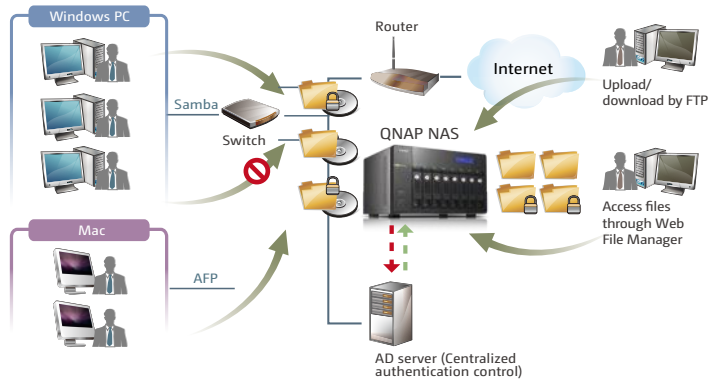 Windows PC
Samba
Switch
Router
Internet
Upload/
download by FTP
QNAP NAS
Access files
through Web
File Manager
Mac
AFP
AD server (Centralized
authentication control)